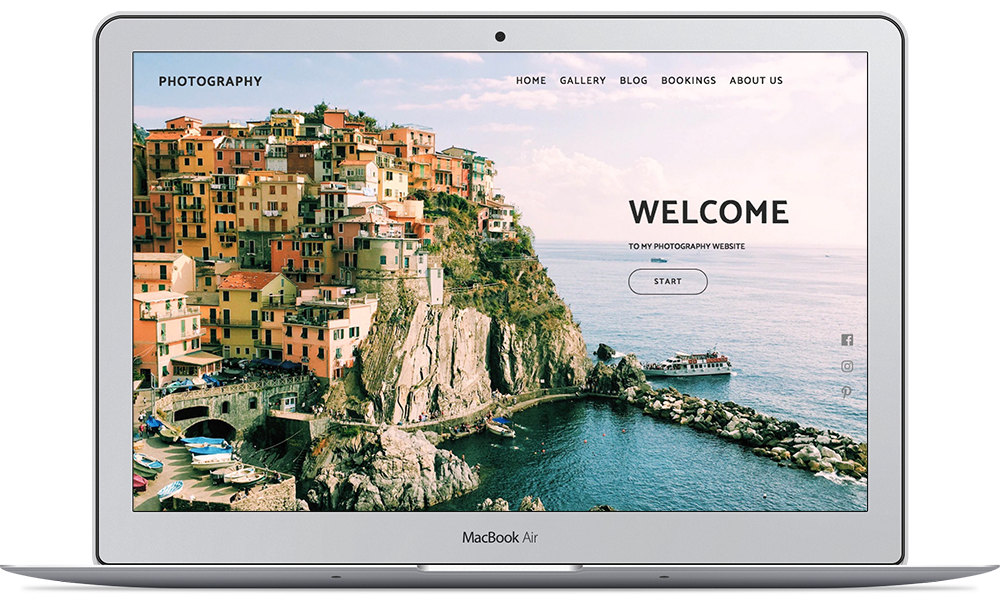 PHOTOGRAPHY
HOME GALLERY BLOG BOOKINGS ABOUT US
WELCOME
TO MY PHOTOGRAPHY WEBSITE
START
MacBook Air